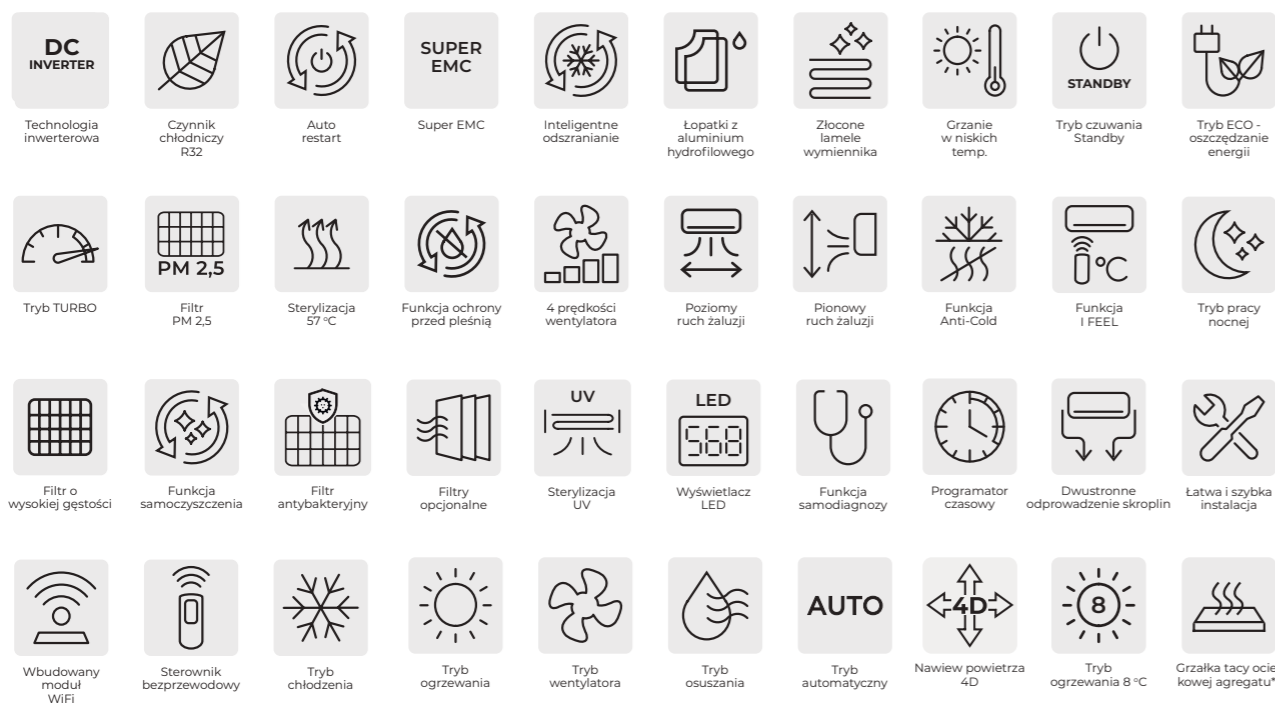 DC
INVERTER
Technologia
inwerterowa
Czynnik
chłodniczy
R32
Auto
restart
SUPER
EMC
Super EMC
Inteligentne
odszranianie
Łopatki z
aluminium
hydrofilowego
Złocone
lamele
wymiennika
Grzanie
w niskich
temp.
STANDBY
Tryb czuwania
Standby
Tryb ECO -
oszczędzanie
energii
Tryb TURBO
PM 2,5
Filtr
PM 2,5
Sterylizacja
57 °C
Funkcja ochrony
przed pleśnią
4 prędkości
wentylatora
Poziomy
ruch żaluzji
Pionowy
ruch żaluzji
Funkcja
Anti-Cold
°C
Funkcja
I FEEL
Tryb pracy
nocnej
Filtr o
wysokiej gęstości
Funkcja
samoczyszczenia
Filtr
antybakteryjny
Filtry
opcjonalne
UV
Sterylizacja
UV
LED
568
Wyświetlacz
LED
Funkcja
samodiagnozy
Programator
czasowy
Dwustronne
odprowadzenie skroplin
Łatwa i szybka
instalacja
Wbudowany
moduł
WiFi
Sterownik
bezprzewodowy
Tryb
chłodzenia
Tryb
ogrzewania
Tryb
wentylatora
Tryb
osuszania
AUTO
Tryb
automatyczny
4D
Nawiew powietrza
4D
8
Tryb
ogrzewania 8 °C
Grzałka tacy ocie
kowej agregatu*